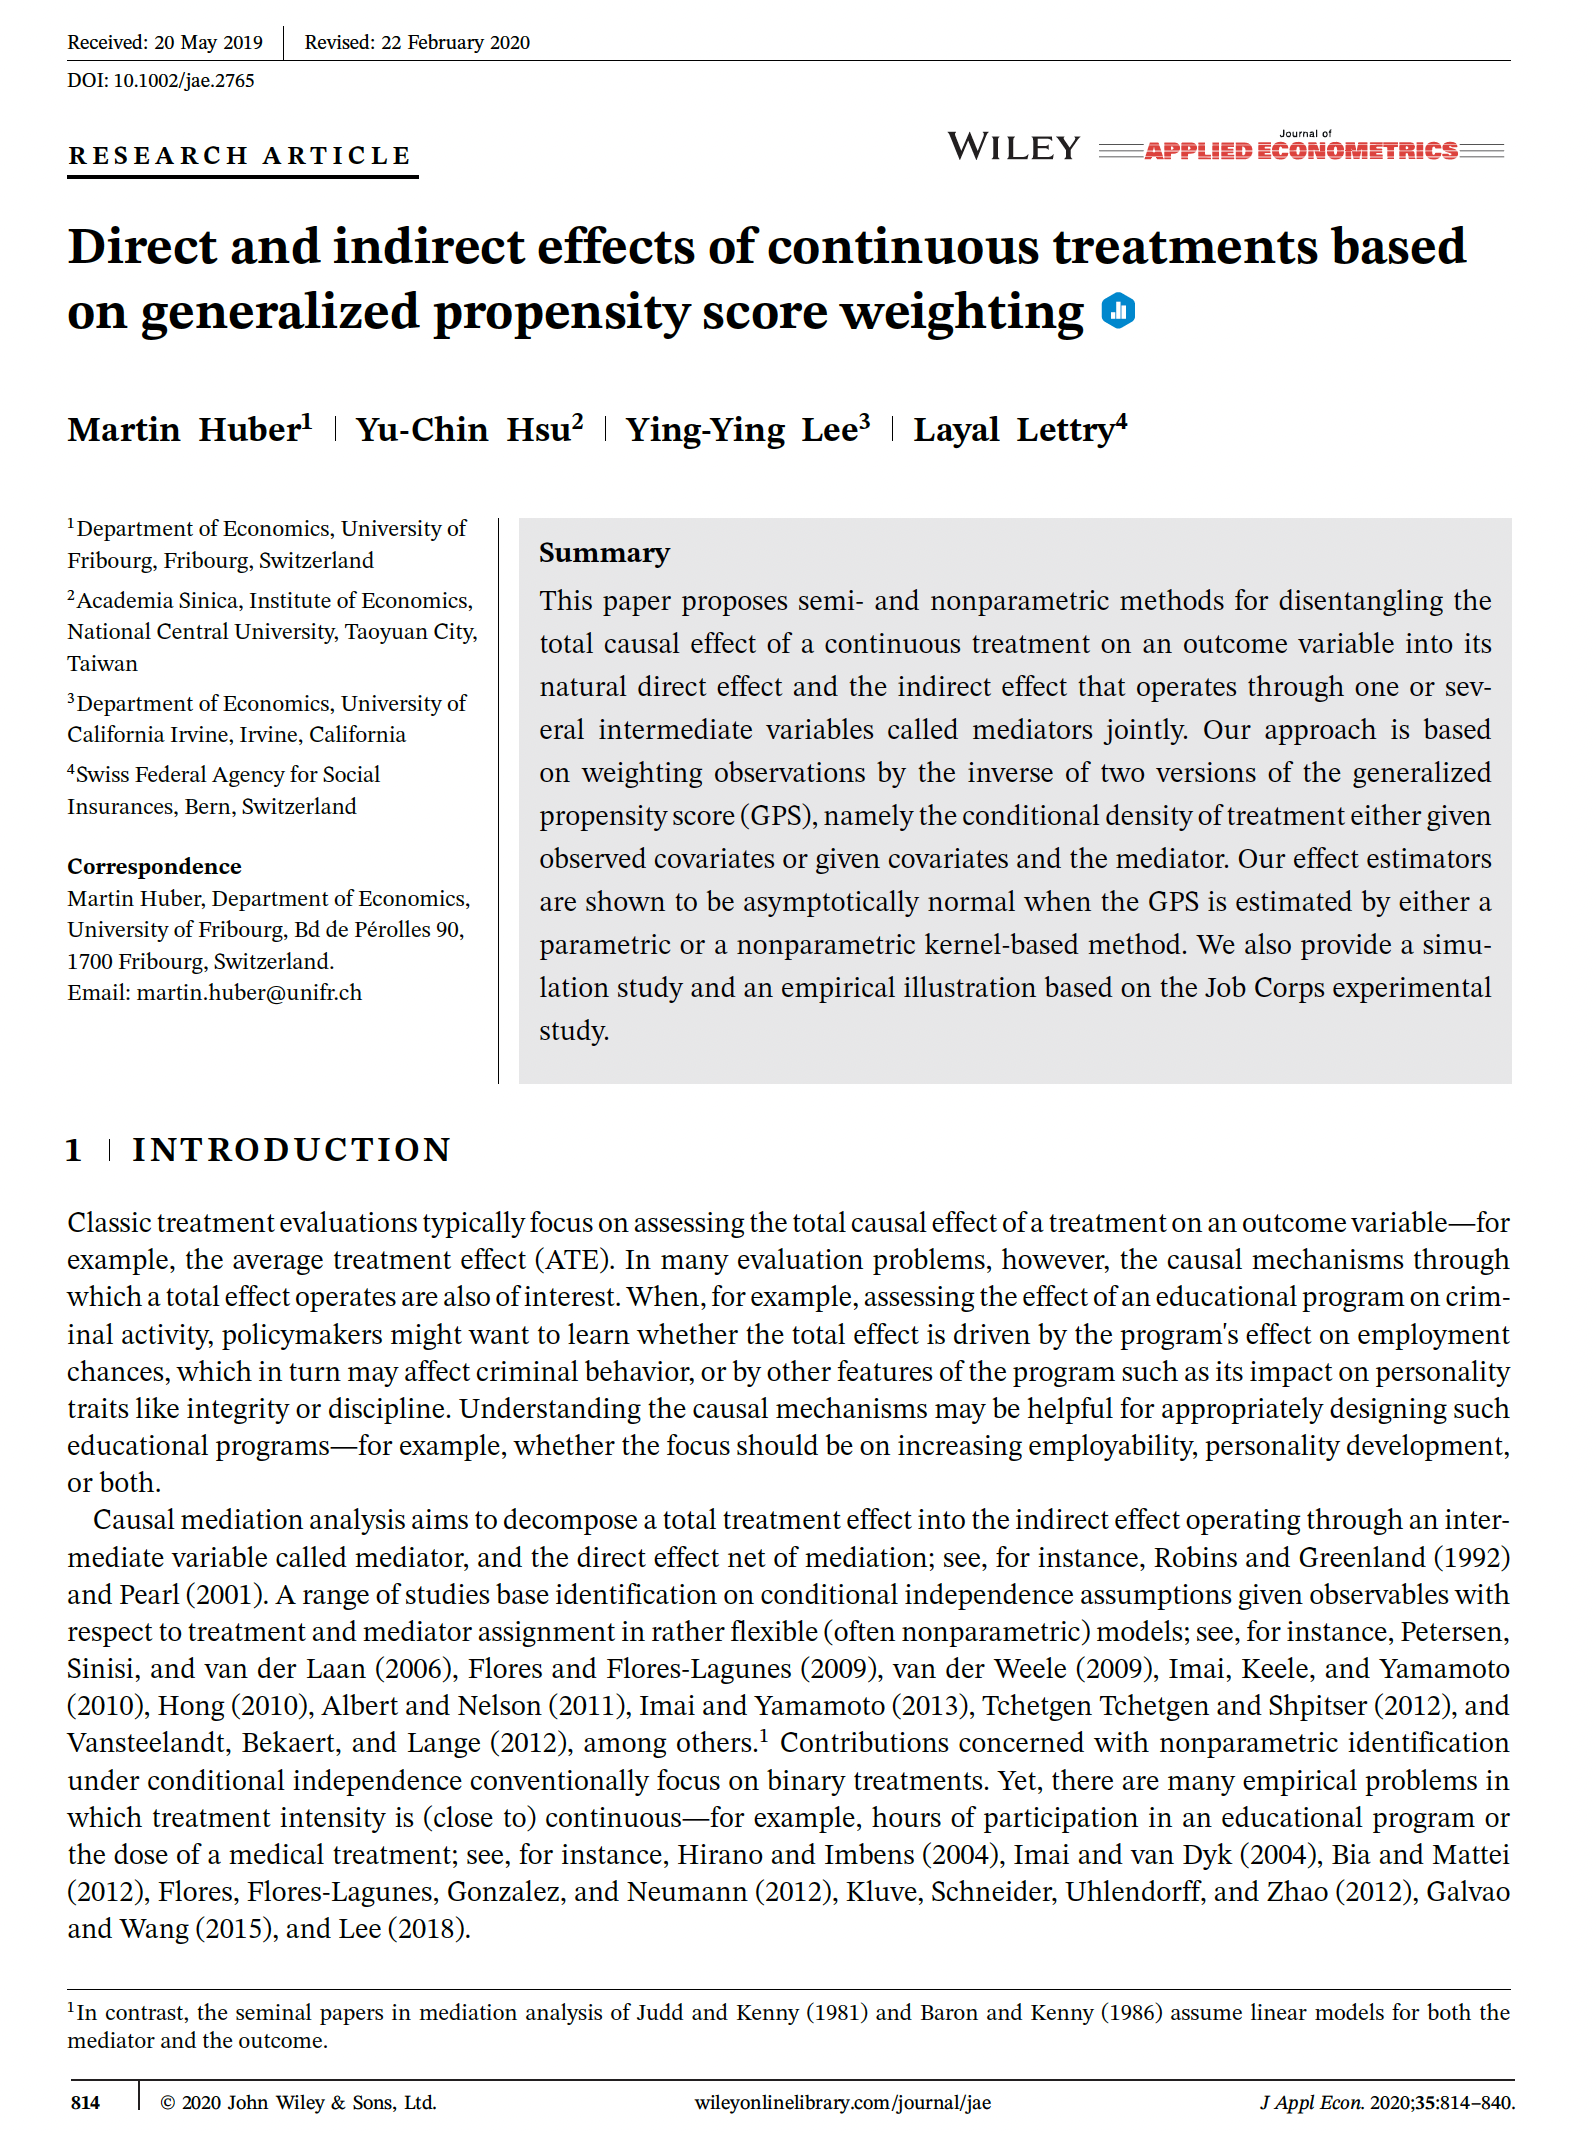 Received: 20 May 2019 Revised: 22 February 2020
DOI: 10.1002/jae.2765
RESEARCH ARTICLE
WILEY Journal of APPLIED ECONOMETRICS
Direct and indirect effects of continuous treatments based
on generalized propensity score weighting
Martin Huber¹ | Yu-Chin Hsu² | Ying-Ying Lee³ | Layal Lettry⁴
¹Department of Economics, University of
Fribourg, Fribourg, Switzerland
²Academia Sinica, Institute of Economics,
National Central University, Taoyuan City,
Taiwan
³Department of Economics, University of
California Irvine, Irvine, California
⁴Swiss Federal Agency for Social
Insurances, Bern, Switzerland
Correspondence
Martin Huber, Department of Economics,
University of Fribourg, Bd de Pérolles 90,
1700 Fribourg, Switzerland.
Email: martin.huber@unifr.ch
Summary
This paper proposes semi- and nonparametric methods for disentangling the
total causal effect of a continuous treatment on an outcome variable into its
natural direct effect and the indirect effect that operates through one or sev-
eral intermediate variables called mediators jointly. Our approach is based
on weighting observations by the inverse of two versions of the generalized
propensity score (GPS), namely the conditional density of treatment either given
observed covariates or given covariates and the mediator. Our effect estimators
are shown to be asymptotically normal when the GPS is estimated by either a
parametric or a nonparametric kernel-based method. We also provide a simu-
lation study and an empirical illustration based on the Job Corps experimental
study.
1 | INTRODUCTION
Classic treatment evaluations typically focus on assessing the total causal effect of a treatment on an outcome variable—for
example, the average treatment effect (ATE). In many evaluation problems, however, the causal mechanisms through
which a total effect operates are also of interest. When, for example, assessing the effect of an educational program on crim-
inal activity, policymakers might want to learn whether the total effect is driven by the program's effect on employment
chances, which in turn may affect criminal behavior, or by other features of the program such as its impact on personality
traits like integrity or discipline. Understanding the causal mechanisms may be helpful for appropriately designing such
educational programs—for example, whether the focus should be on increasing employability, personality development,
or both.
Causal mediation analysis aims to decompose a total treatment effect into the indirect effect operating through an inter-
mediate variable called mediator, and the direct effect net of mediation; see, for instance, Robins and Greenland (1992)
and Pearl (2001). A range of studies base identification on conditional independence assumptions given observables with
respect to treatment and mediator assignment in rather flexible (often nonparametric) models; see, for instance, Petersen,
Sinisi, and van der Laan (2006), Flores and Flores-Lagunes (2009), van der Weele (2009), Imai, Keele, and Yamamoto
(2010), Hong (2010), Albert and Nelson (2011), Imai and Yamamoto (2013), Tchetgen Tchetgen and Shpitser (2012), and
Vansteelandt, Bekaert, and Lange (2012), among others.¹ Contributions concerned with nonparametric identification
under conditional independence conventionally focus on binary treatments. Yet, there are many empirical problems in
which treatment intensity is (close to) continuous—for example, hours of participation in an educational program or
the dose of a medical treatment; see, for instance, Hirano and Imbens (2004), Imai and van Dyk (2004), Bia and Mattei
(2012), Flores, Flores-Lagunes, Gonzalez, and Neumann (2012), Kluve, Schneider, Uhlendorff, and Zhao (2012), Galvao
and Wang (2015), and Lee (2018).
¹In contrast, the seminal papers in mediation analysis of Judd and Kenny (1981) and Baron and Kenny (1986) assume linear models for both the
mediator and the outcome.
814 © 2020 John Wiley & Sons, Ltd. wileyonlinelibrary.com/journal/jae J Appl Econ. 2020;35:814–840.